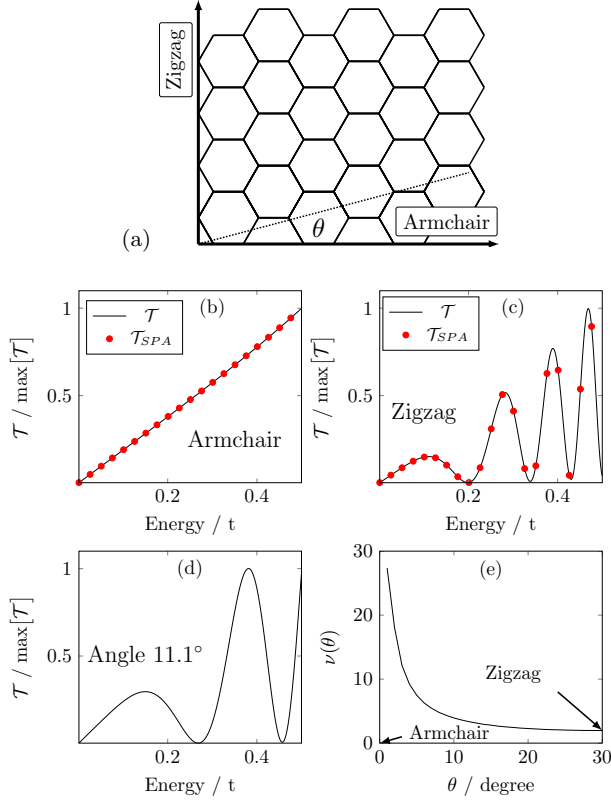 Zigzag
θ
Armchair
(a)
1
0.5
𝒯 / max[𝒯]
𝒯
𝒯SPA
(b)
Armchair
0.2
0.4
Energy / t
1
0.5
𝒯 / max[𝒯]
𝒯
𝒯SPA
(c)
Zigzag
0.2
0.4
Energy / t
1
0.5
𝒯 / max[𝒯]
(d)
Angle 11.1°
0.2
0.4
Energy / t
30
20
10
0
ν(θ)
(e)
Zigzag
Armchair
0
10
20
30
θ / degree